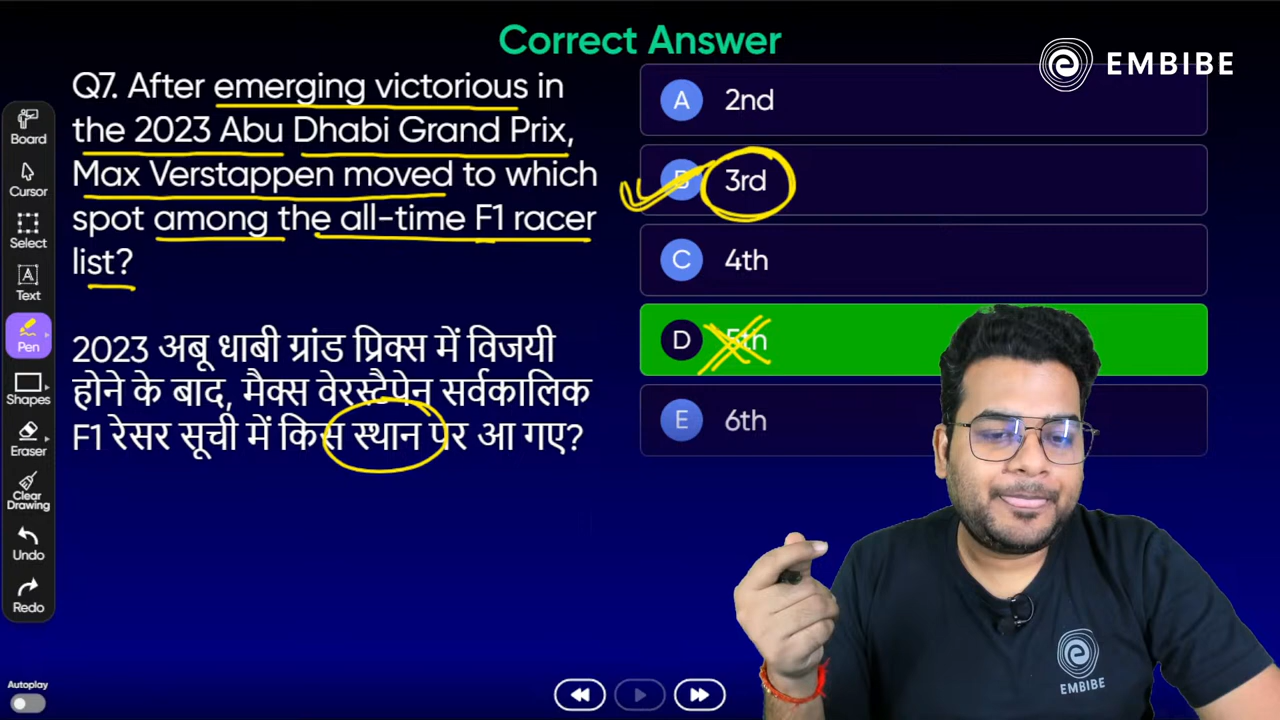 Correct Answer
EMBIBE
Q7. After emerging victorious in
the 2023 Abu Dhabi Grand Prix,
Max Verstappen moved to which
spot among the all-time F1 racer
list?
2023 अबू धाबी ग्रांड प्रिक्स में विजयी
होने के बाद, मैक्स वेरस्टैपेन सर्वकालिक
F1 रेसर सूची में किस स्थान पर आ गए?
A 2nd
B 3rd
C 4th
D 5th
E 6th
Board
Cursor
Select
Text
Pen
Shapes
Eraser
Clear
Drawing
Undo
Redo
Autoplay
EMBIBE